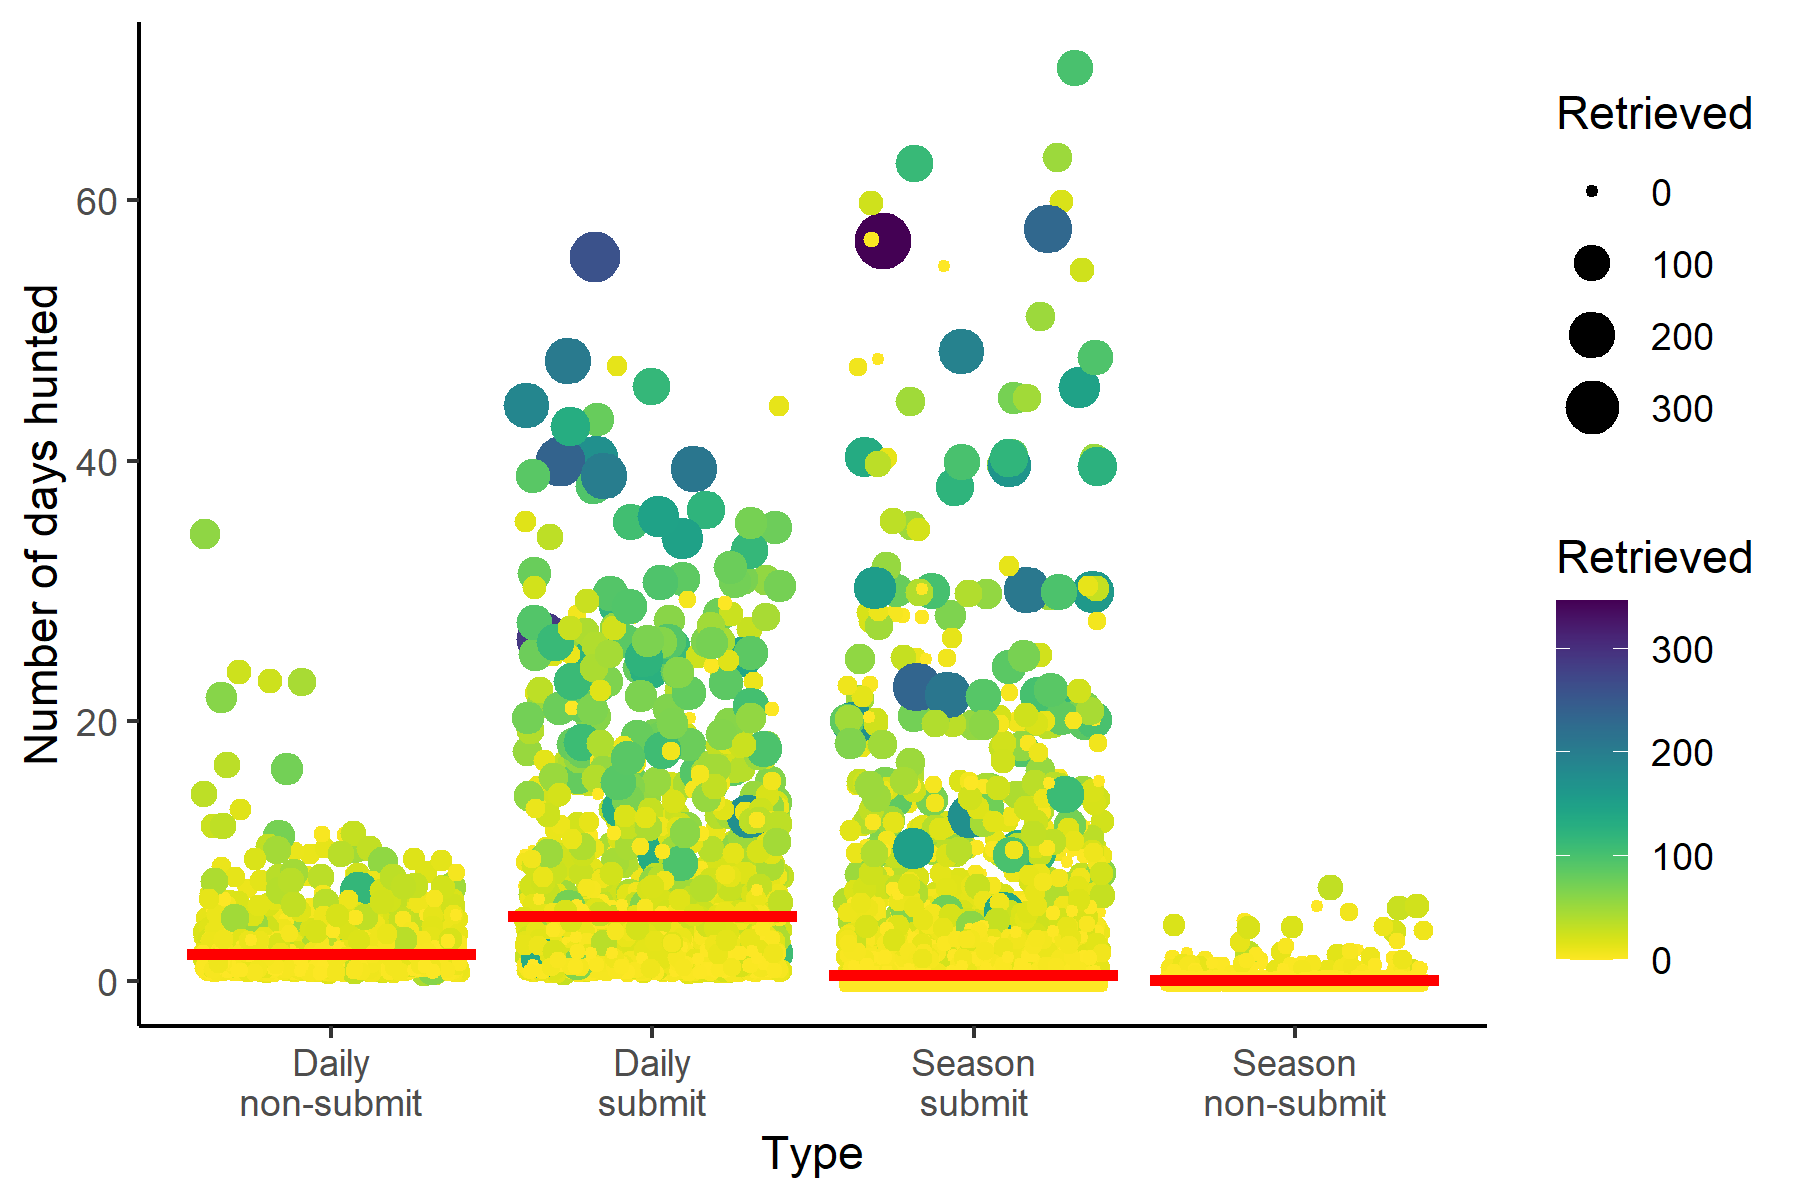 Number of days hunted
60
40
20
0
Daily
non-submit
Daily
submit
Season
submit
Season
non-submit
Type
Retrieved
0
100
200
300
Retrieved
300
200
100
0